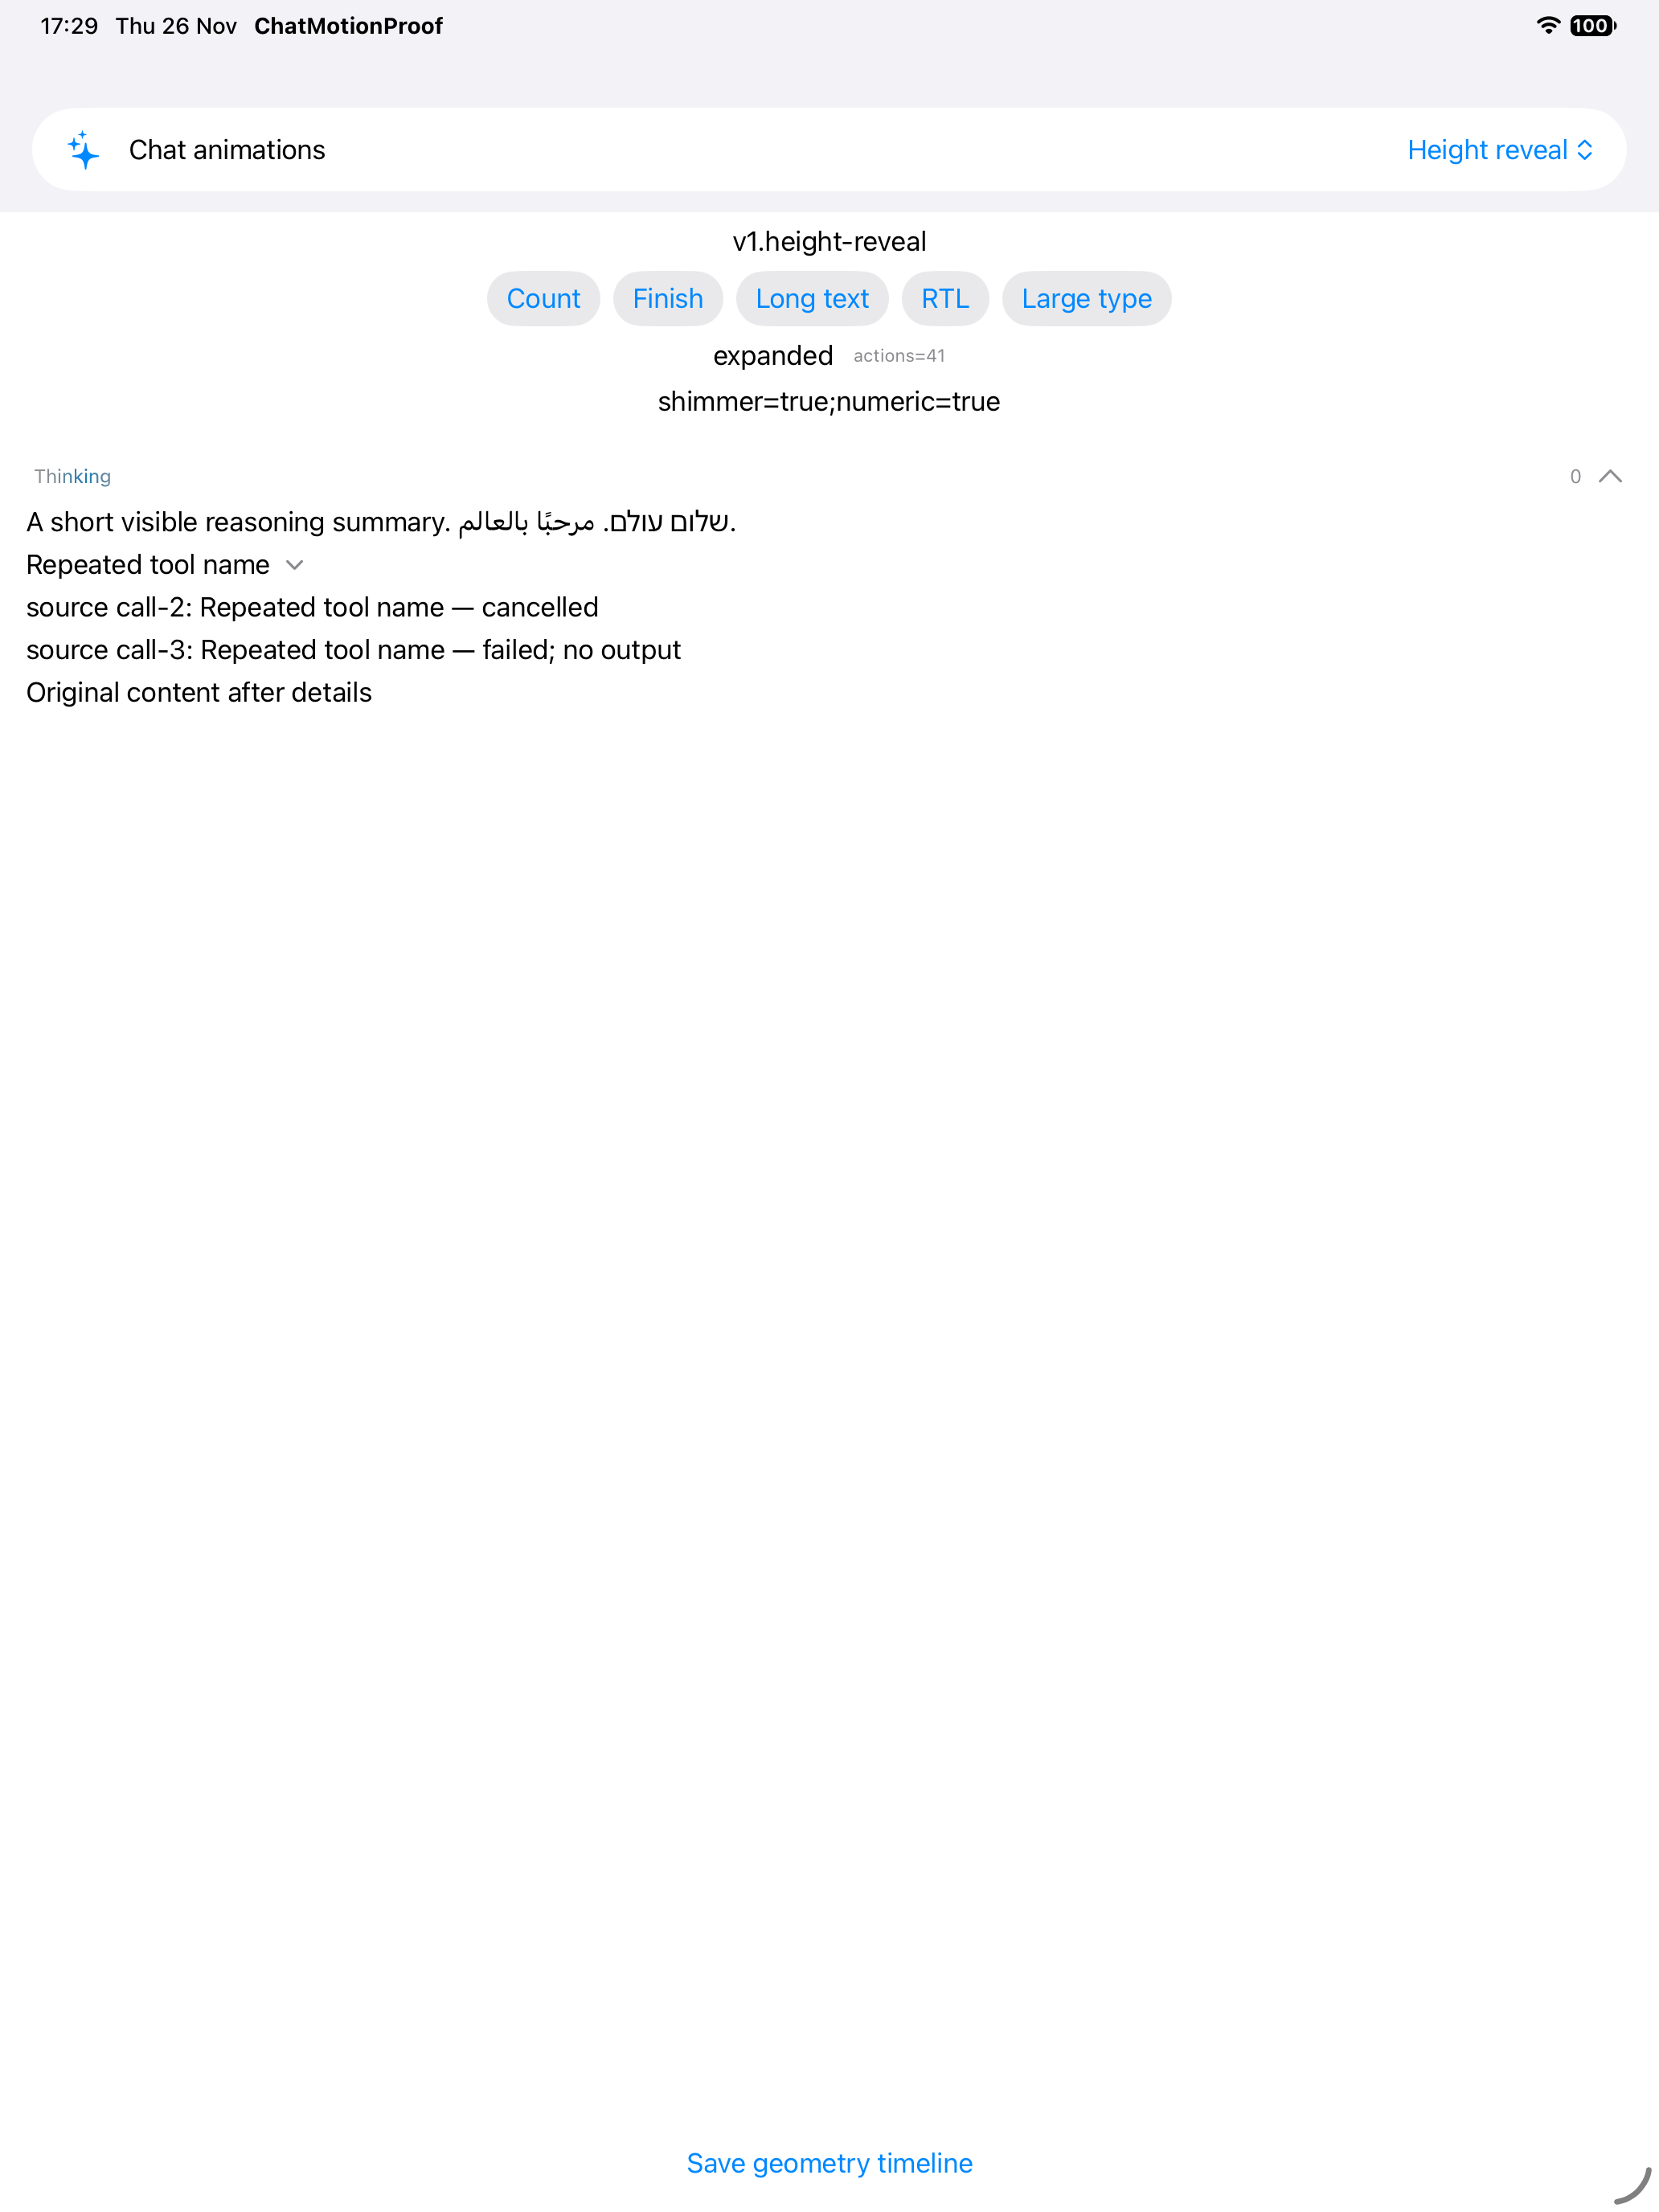 17:29 Thu 26 Nov ChatMotionProof 100
Chat animations Height reveal
v1.height-reveal
Count Finish Long text RTL Large type
expanded actions=41
shimmer=true;numeric=true
Thinking 0
A short visible reasoning summary. שלום עולם. مرحبًا بالعالم.
Repeated tool name
source call-2: Repeated tool name — cancelled
source call-3: Repeated tool name — failed; no output
Original content after details
Save geometry timeline